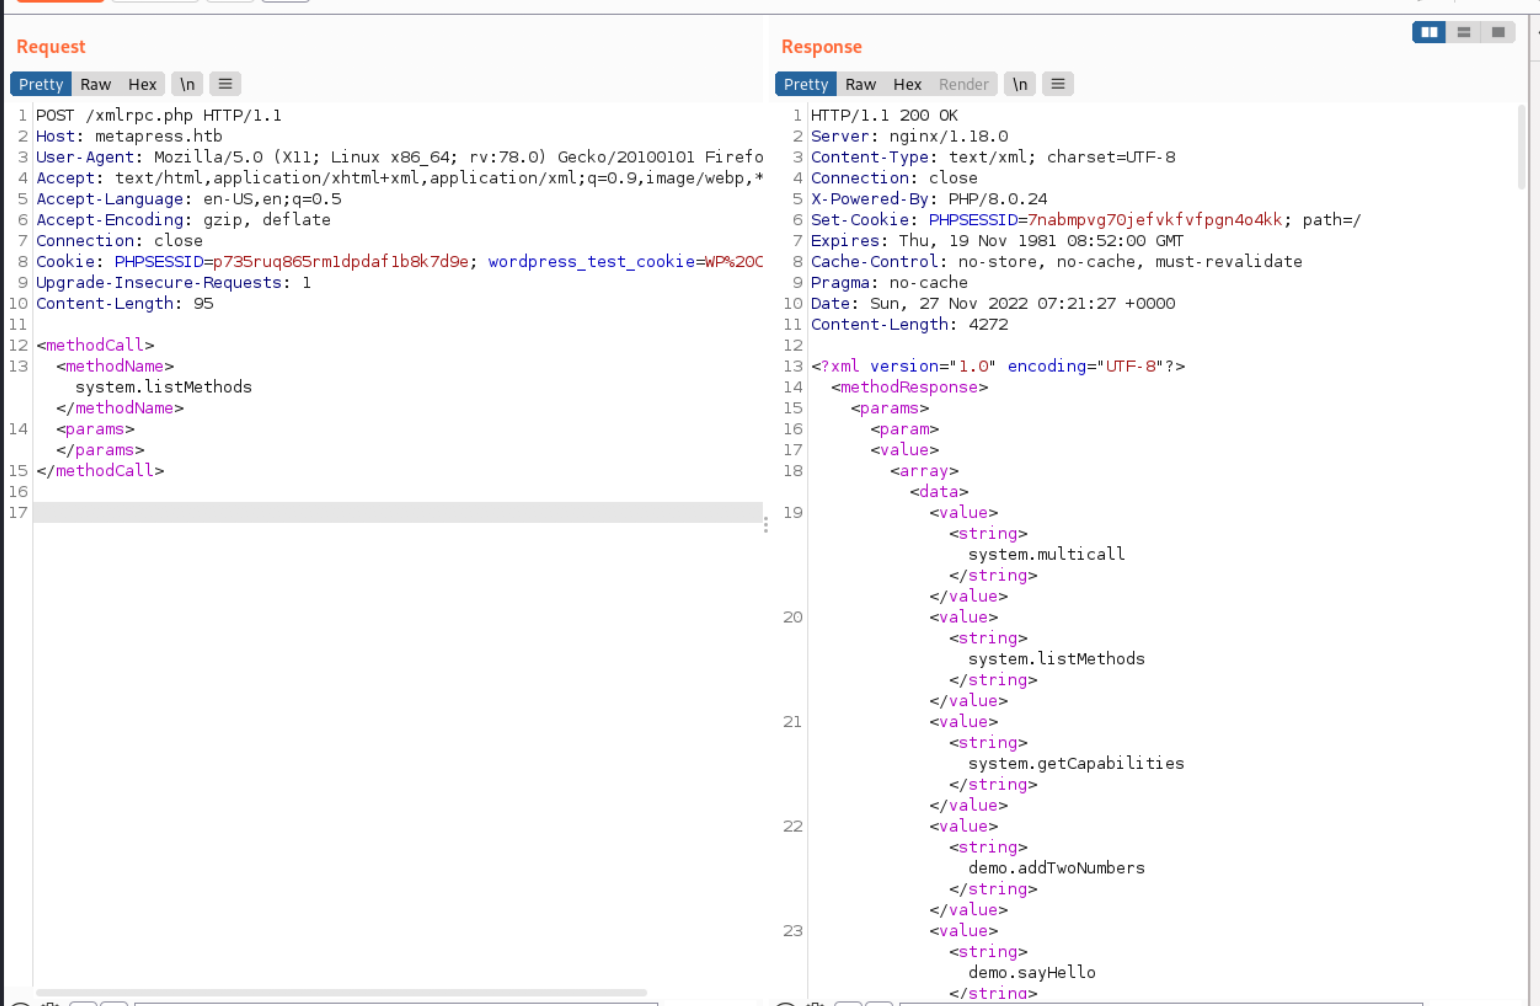 Request
Pretty Raw Hex \n
1 POST /xmlrpc.php HTTP/1.1
2 Host: metapress.htb
3 User-Agent: Mozilla/5.0 (X11; Linux x86_64; rv:78.0) Gecko/20100101 Firefo
4 Accept: text/html,application/xhtml+xml,application/xml;q=0.9,image/webp,*
5 Accept-Language: en-US,en;q=0.5
6 Accept-Encoding: gzip, deflate
7 Connection: close
8 Cookie: PHPSESSID=p735ruq865rm1dpdaf1b8k7d9e; wordpress_test_cookie=WP%20C
9 Upgrade-Insecure-Requests: 1
10 Content-Length: 95
11
12 <methodCall>
13 <methodName>
system.listMethods
</methodName>
14 <params>
</params>
15 </methodCall>
16
17
Response
Pretty Raw Hex Render \n
1 HTTP/1.1 200 OK
2 Server: nginx/1.18.0
3 Content-Type: text/xml; charset=UTF-8
4 Connection: close
5 X-Powered-By: PHP/8.0.24
6 Set-Cookie: PHPSESSID=7nabmpvg70jefvkfvfpgn4o4kk; path=/
7 Expires: Thu, 19 Nov 1981 08:52:00 GMT
8 Cache-Control: no-store, no-cache, must-revalidate
9 Pragma: no-cache
10 Date: Sun, 27 Nov 2022 07:21:27 +0000
11 Content-Length: 4272
12
13 <?xml version="1.0" encoding="UTF-8"?>
14 <methodResponse>
15 <params>
16 <param>
17 <value>
18 <array>
<data>
19 <value>
<string>
system.multicall
</string>
</value>
20 <value>
<string>
system.listMethods
</string>
</value>
21 <value>
<string>
system.getCapabilities
</string>
</value>
22 <value>
<string>
demo.addTwoNumbers
</string>
</value>
23 <value>
<string>
demo.sayHello
</string>